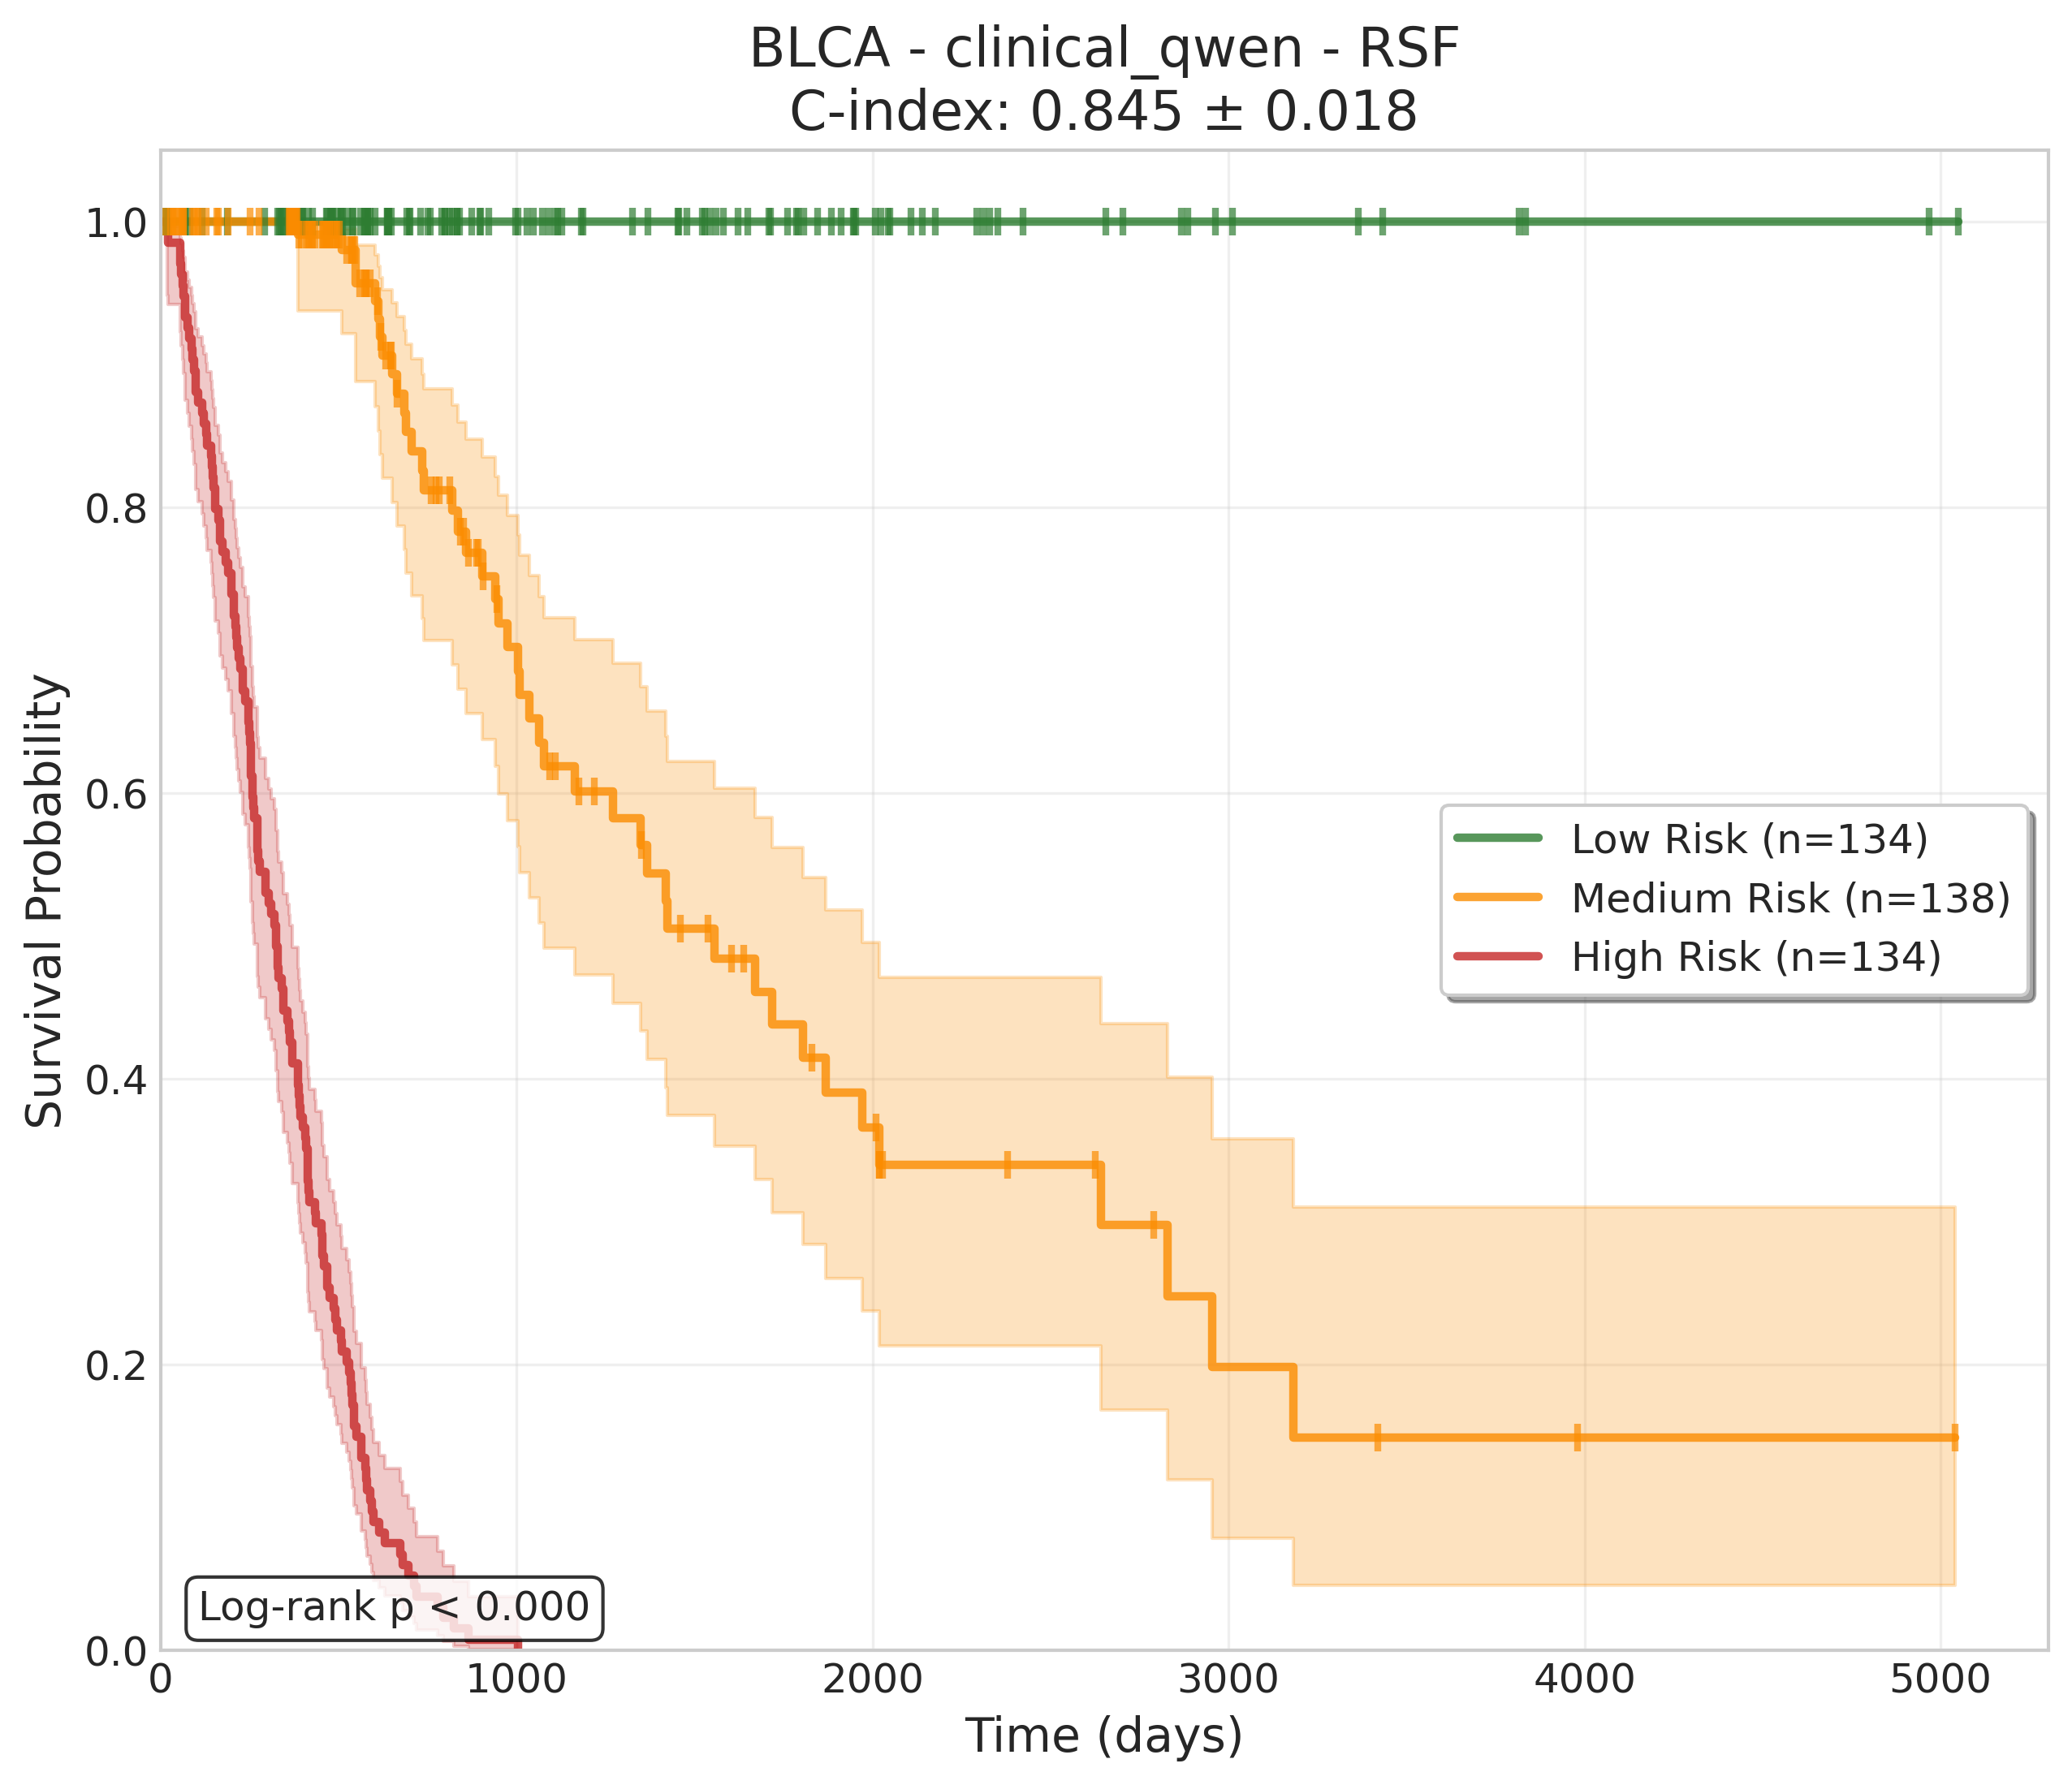 BLCA - clinical_qwen - RSF
C-index: 0.845 ± 0.018
Survival Probability
1.0
0.8
0.6
0.4
0.2
0.0
Low Risk (n=134)
Medium Risk (n=138)
High Risk (n=134)
Log-rank p < 0.000
0 1000 2000 3000 4000 5000
Time (days)